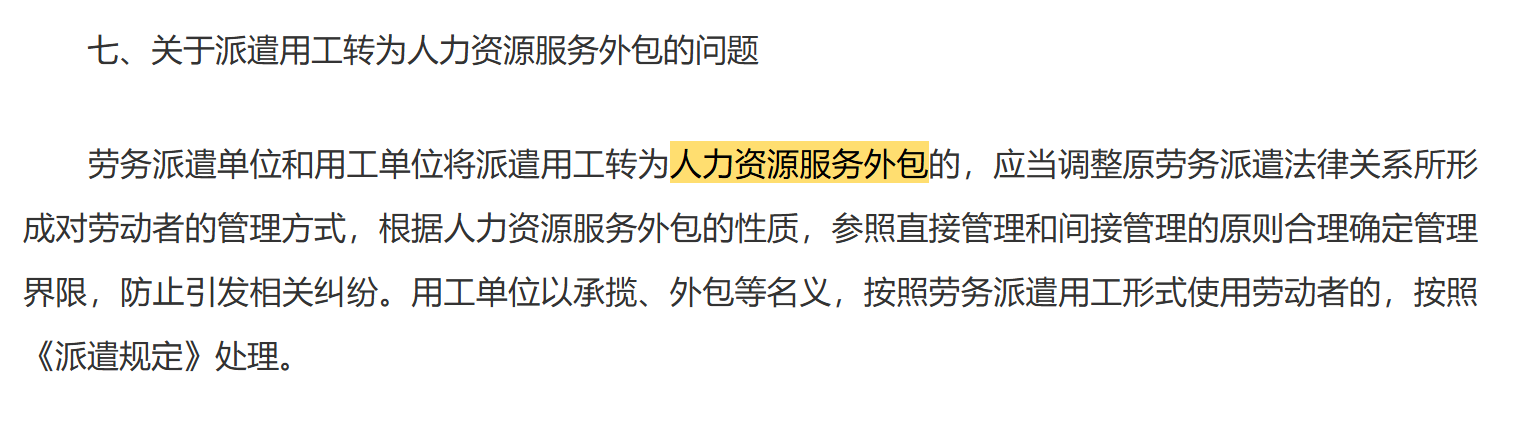 七、关于派遣用工转为人力资源服务外包的问题
劳务派遣单位和用工单位将派遣用工转为人力资源服务外包的，应当调整原劳务派遣法律关系所形
成对劳动者的管理方式，根据人力资源服务外包的性质，参照直接管理和间接管理的原则合理确定管理
界限，防止引发相关纠纷。用工单位以承揽、外包等名义，按照劳务派遣用工形式使用劳动者的，按照
《派遣规定》处理。